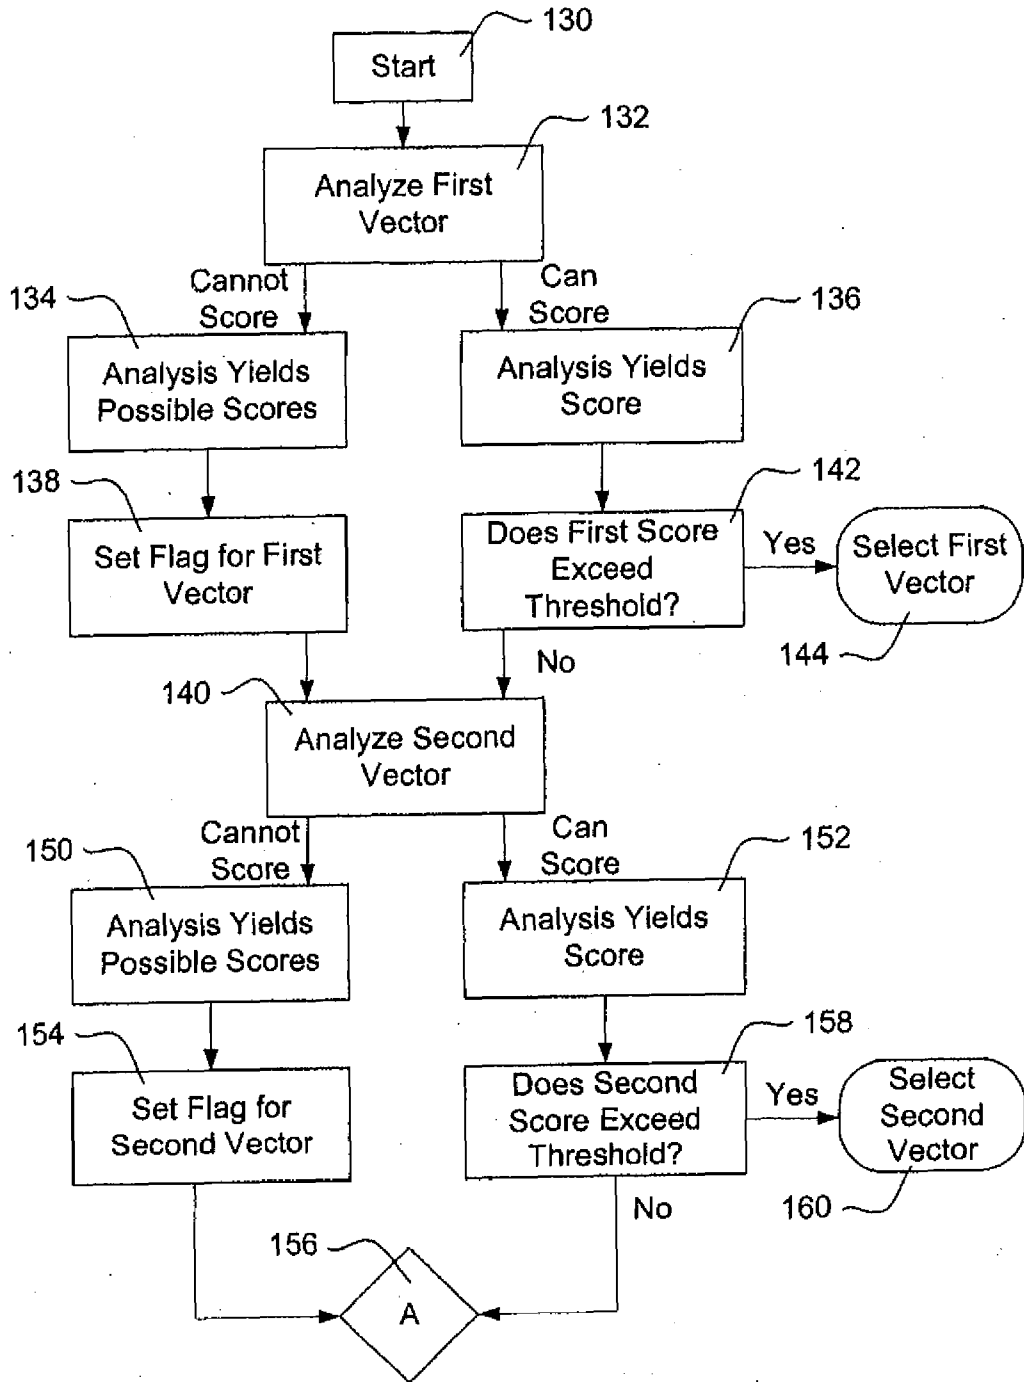 130
Start
132
Analyze First
Vector
Cannot
Score
Can
Score
134
136
Analysis Yields
Possible Scores
Analysis Yields
Score
138
142
Set Flag for First
Vector
Does First Score
Exceed
Threshold?
Yes
Select First
Vector
144
No
140
Analyze Second
Vector
Cannot
Score
Can
Score
150
152
Analysis Yields
Possible Scores
Analysis Yields
Score
154
158
Set Flag for
Second Vector
Does Second
Score Exceed
Threshold?
Yes
Select
Second
Vector
160
No
156
A